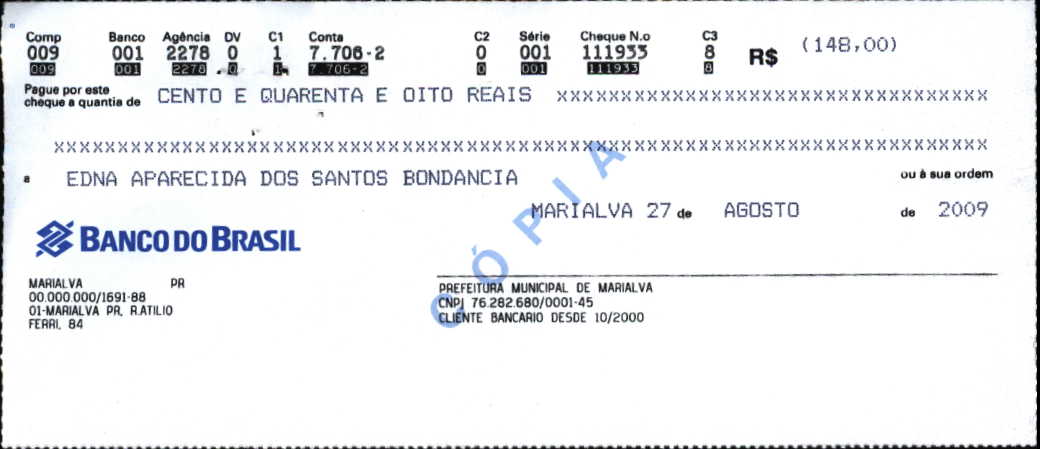 Comp Banco Agência DV C1 Conta C2 Série Cheque N.o C3
009 001 2278 0 1 7.706-2 0 001 111933 8 R$ (148,00)
009 001 2278 0 1 7.706-2 0 001 111933 8
Pague por este
cheque a quantia de CENTO E QUARENTA E OITO REAIS XXXXXXXXXXXXXXXXXXXXXXXXXXXXXXXXXX
XXXXXXXXXXXXXXXXXXXXXXXXXXXXXXXXXXXXXXXXXXXXXXXXXXXXXXXXXXXXXXXXXXXXXXXXX
a EDNA APARECIDA DOS SANTOS BONDANCIA ou à sua ordem
MARIALVA 27 de AGOSTO de 2009
BANCO DO BRASIL
CÓPIA
MARIALVA PR
00.000.000/1691-88
01-MARIALVA PR, R.ATILIO
FERRI, 84
PREFEITURA MUNICIPAL DE MARIALVA
CNPJ 76.282.680/0001-45
CLIENTE BANCARIO DESDE 10/2000